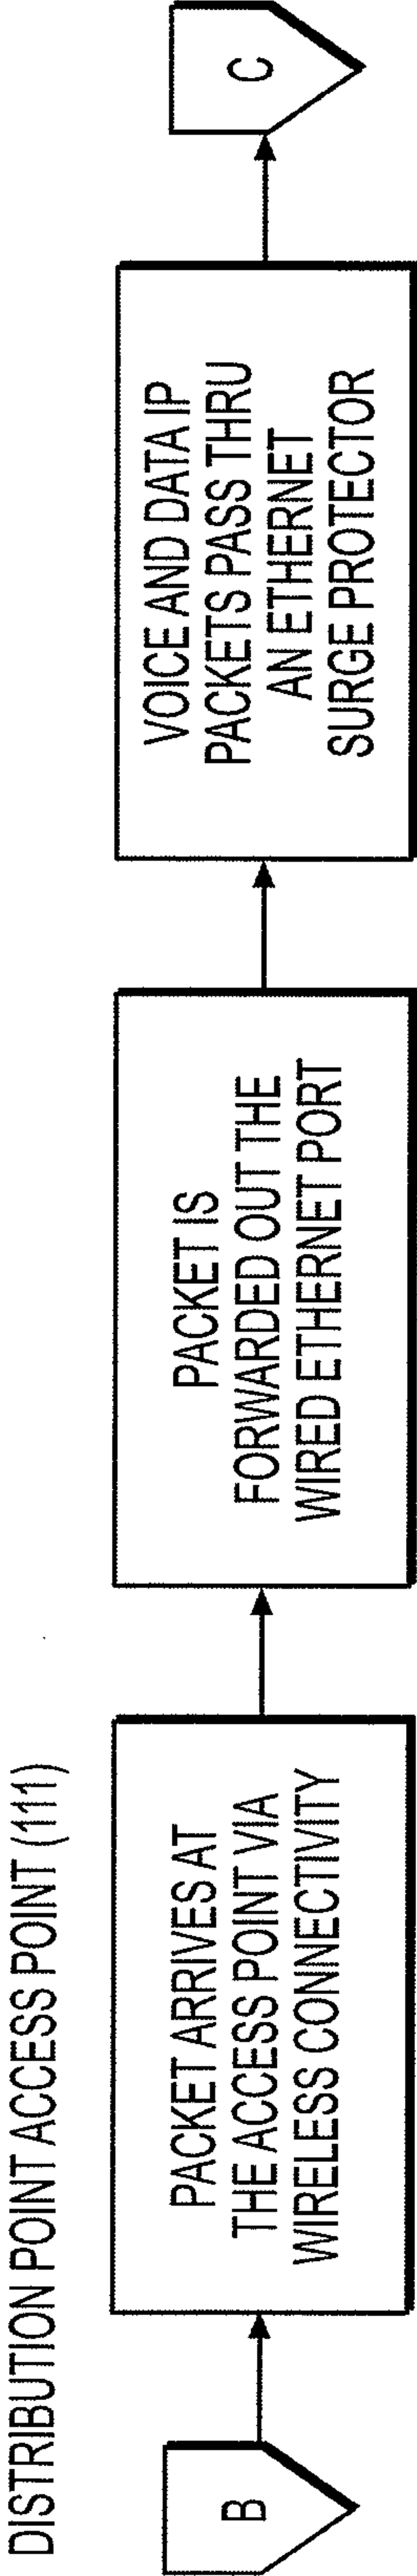 DISTRIBUTION POINT ACCESS POINT (111)
B
PACKET ARRIVES AT
THE ACCESS POINT VIA
WIRELESS CONNECTIVITY
PACKET IS
FORWARDED OUT THE
WIRED ETHERNET PORT
VOICE AND DATA IP
PACKETS PASS THRU
AN ETHERNET
SURGE PROTECTOR
C